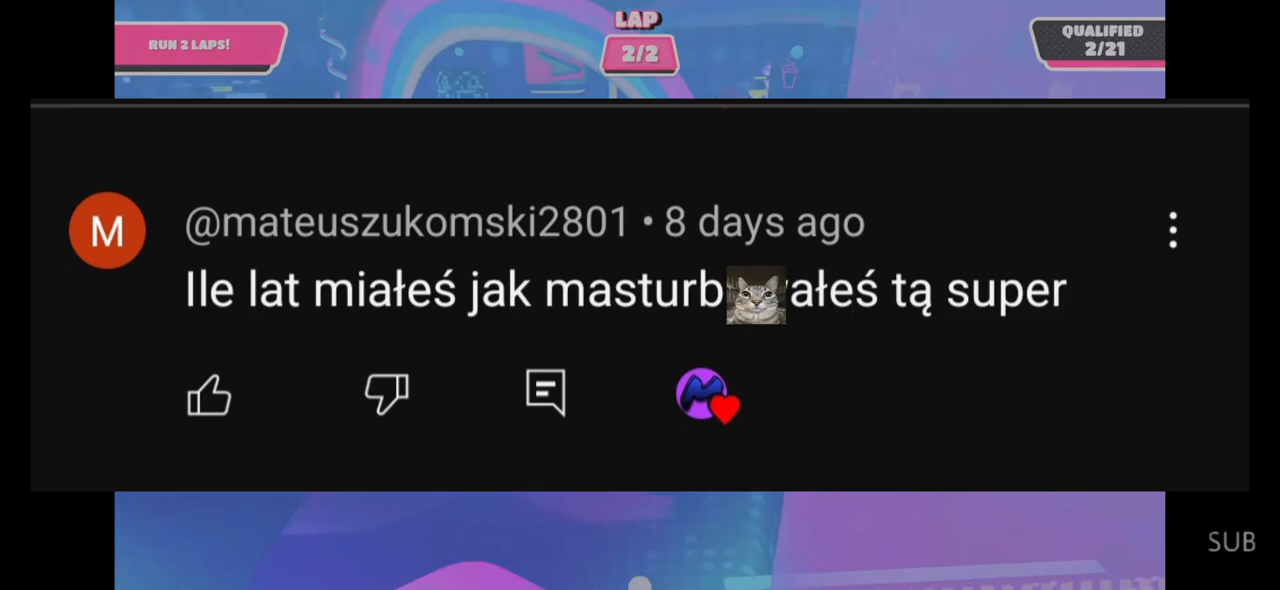 LAP
RUN 2 LAPS!
2/2
QUALIFIED
2/21
M
@mateuszukomski2801 • 8 days ago
Ile lat miałeś jak masturb ałeś tą super
SUB